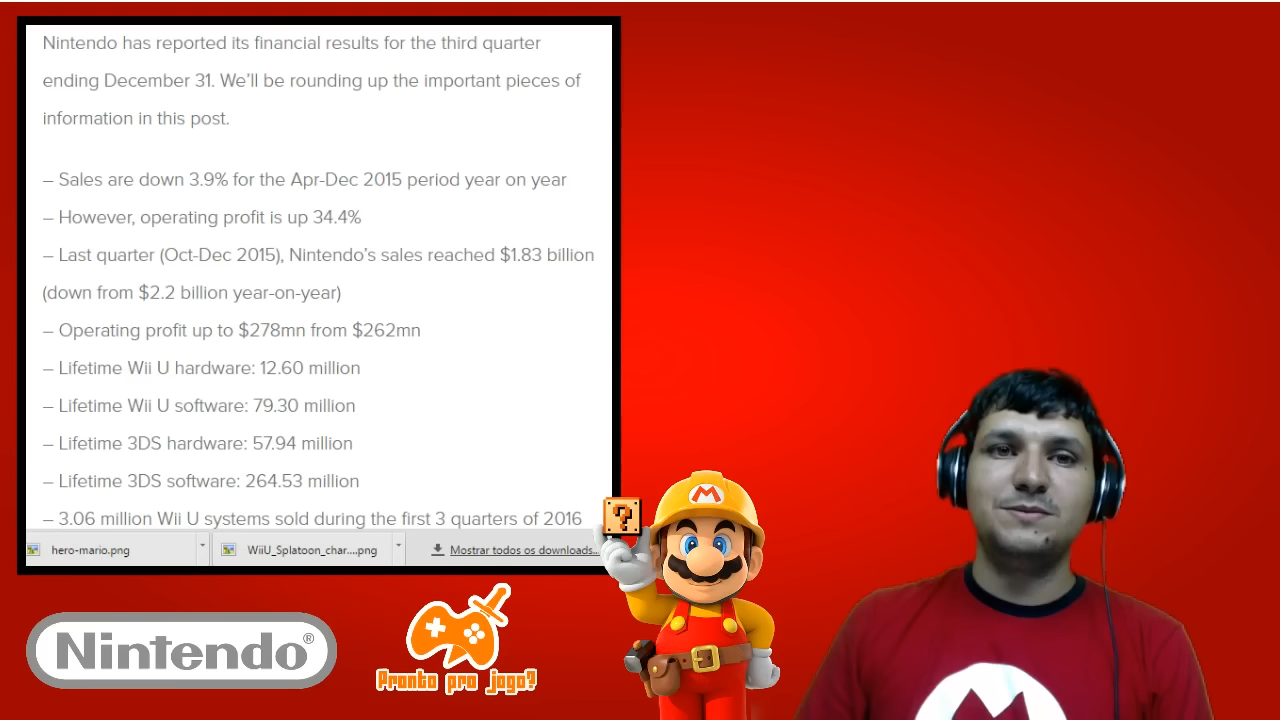 Nintendo has reported its financial results for the third quarter
ending December 31. We'll be rounding up the important pieces of
information in this post.
– Sales are down 3.9% for the Apr-Dec 2015 period year on year
– However, operating profit is up 34.4%
– Last quarter (Oct-Dec 2015), Nintendo's sales reached $1.83 billion
(down from $2.2 billion year-on-year)
– Operating profit up to $278mn from $262mn
– Lifetime Wii U hardware: 12.60 million
– Lifetime Wii U software: 79.30 million
– Lifetime 3DS hardware: 57.94 million
– Lifetime 3DS software: 264.53 million
– 3.06 million Wii U systems sold during the first 3 quarters of 2016
hero-mario.png
WiiU_Splatoon_char....png
Mostrar todos os downloads...
M
?
Nintendo®
Pronto pro jogo?
M